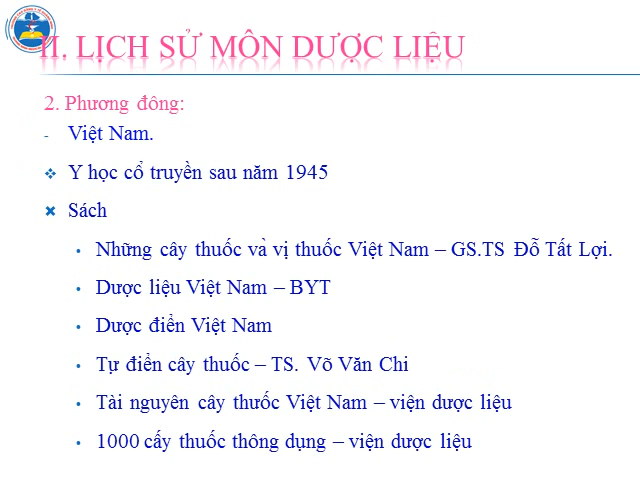 II. LỊCH SỬ MÔN DƯỢC LIỆU
2. Phương đông:
- Việt Nam.
❖ Y học cổ truyền sau năm 1945
✖ Sách
• Những cây thuốc và vị thuốc Việt Nam – GS.TS Đỗ Tất Lợi.
• Dược liệu Việt Nam – BYT
• Dược điển Việt Nam
• Tự điển cây thuốc – TS. Võ Văn Chi
• Tài nguyên cây thưốc Việt Nam – viện dược liệu
• 1000 cấy thuốc thông dụng – viện dược liệu